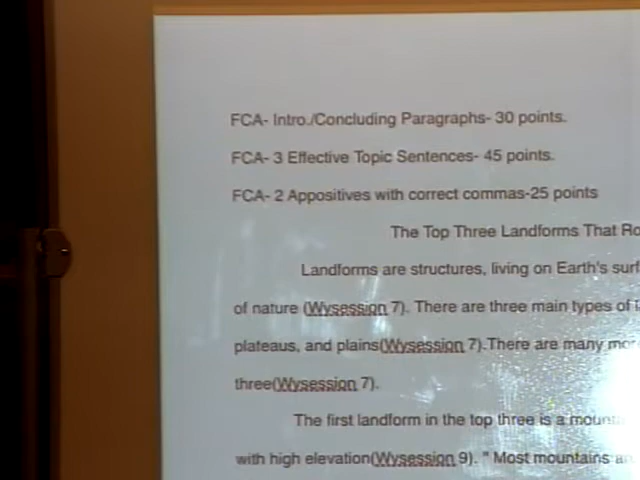 FCA- Intro./Concluding Paragraphs- 30 points.
FCA- 3 Effective Topic Sentences- 45 points.
FCA- 2 Appositives with correct commas-25 points
The Top Three Landforms That Ro
Landforms are structures, living on Earth's surf
of nature (Wysession 7). There are three main types of
plateaus, and plains(Wysession 7).There are many
three(Wysession 7).
The first landform in the top three is a
with high elevation(Wysession 9). " Most mountains